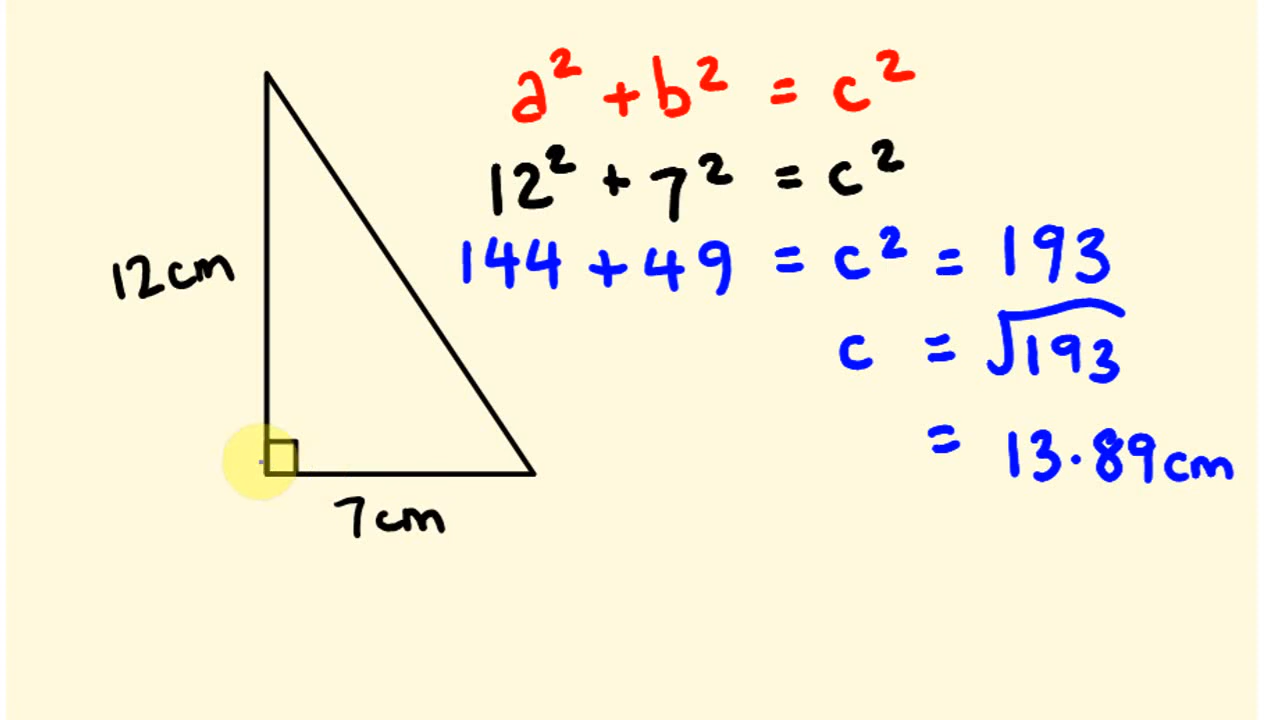 a² + b² = c²
12² + 7² = c²
144 + 49 = c² = 193
12cm
c = √193
= 13.89cm
7cm